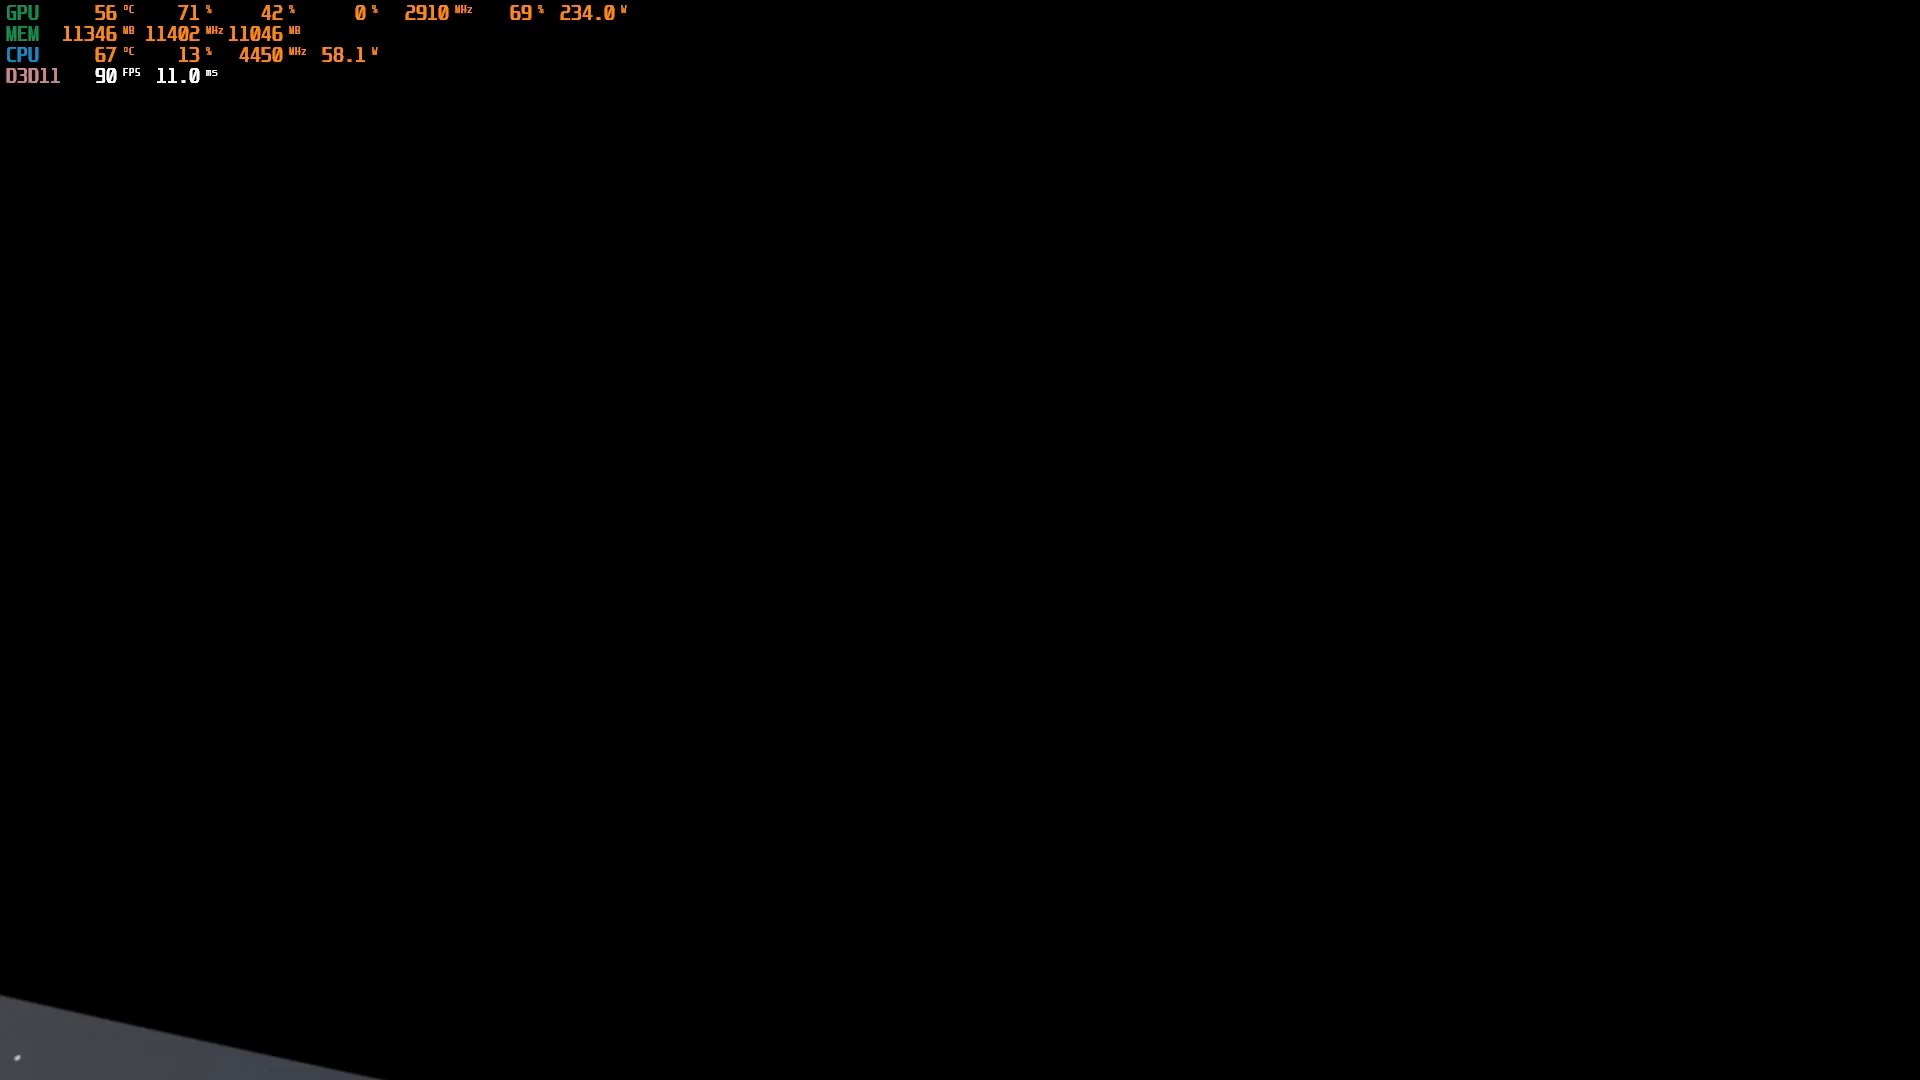 GPU 56 °C 71 % 42 % 0 % 2910 MHz 69 % 234.0 W
MEM 11346 MB 11402 MHz 11046 MB
CPU 67 °C 13 % 4450 MHz 58.1 W
D3D11 90 FPS 11.0 ms